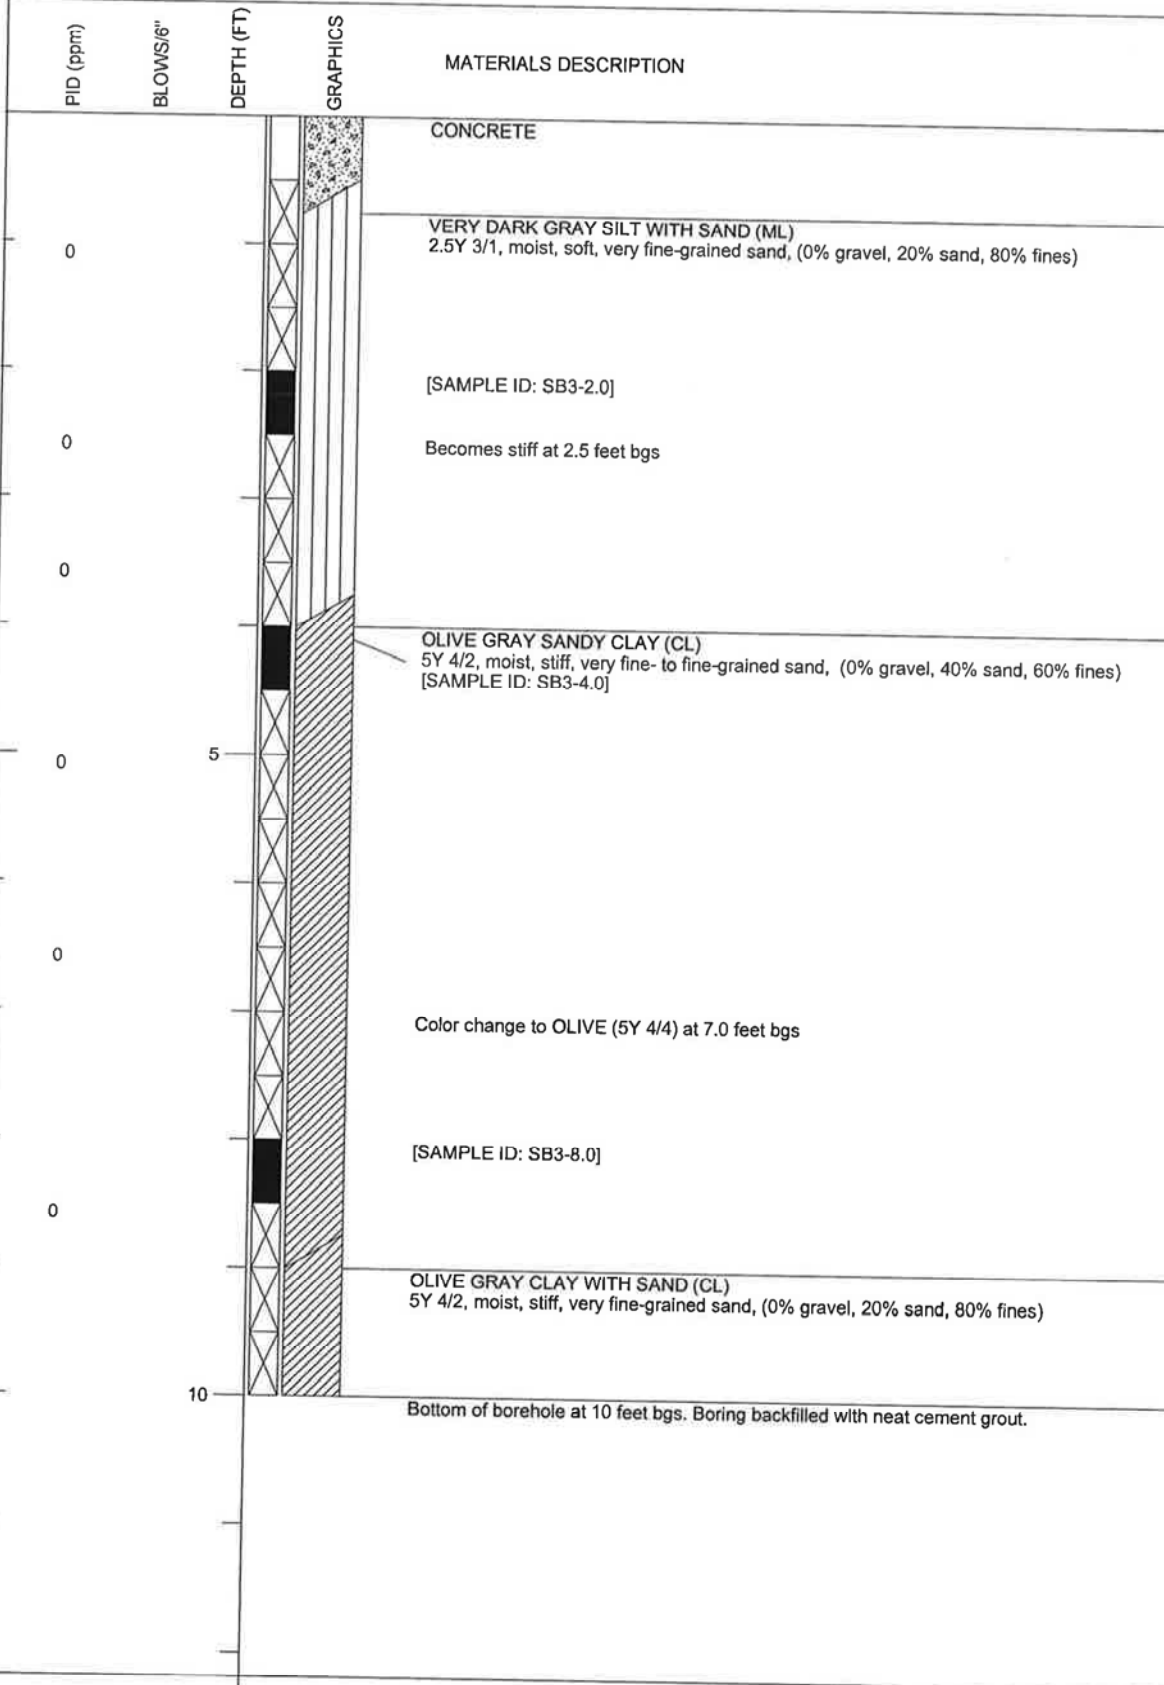 PID (ppm)
BLOWS/6"
DEPTH (FT)
GRAPHICS
MATERIALS DESCRIPTION
CONCRETE
VERY DARK GRAY SILT WITH SAND (ML)
0
2.5Y 3/1, moist, soft, very fine-grained sand, (0% gravel, 20% sand, 80% fines)
[SAMPLE ID: SB3-2.0]
0
Becomes stiff at 2.5 feet bgs
0
OLIVE GRAY SANDY CLAY (CL)
5Y 4/2, moist, stiff, very fine- to fine-grained sand, (0% gravel, 40% sand, 60% fines)
[SAMPLE ID: SB3-4.0]
0
5
0
Color change to OLIVE (5Y 4/4) at 7.0 feet bgs
[SAMPLE ID: SB3-8.0]
0
OLIVE GRAY CLAY WITH SAND (CL)
5Y 4/2, moist, stiff, very fine-grained sand, (0% gravel, 20% sand, 80% fines)
10
Bottom of borehole at 10 feet bgs. Boring backfilled with neat cement grout.